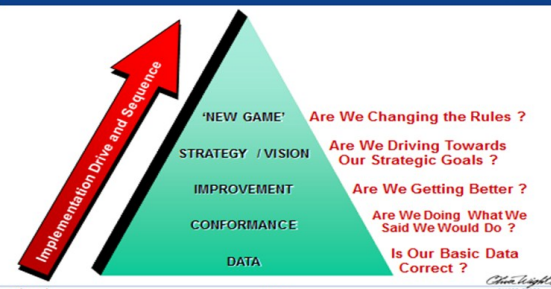 Implementation Drive and Sequence
'NEW GAME' Are We Changing the Rules ?
STRATEGY / VISION Are We Driving Towards
Our Strategic Goals ?
IMPROVEMENT Are We Getting Better ?
CONFORMANCE Are We Doing What We
Said We Would Do ?
DATA Is Our Basic Data
Correct ?
Oliver Wight